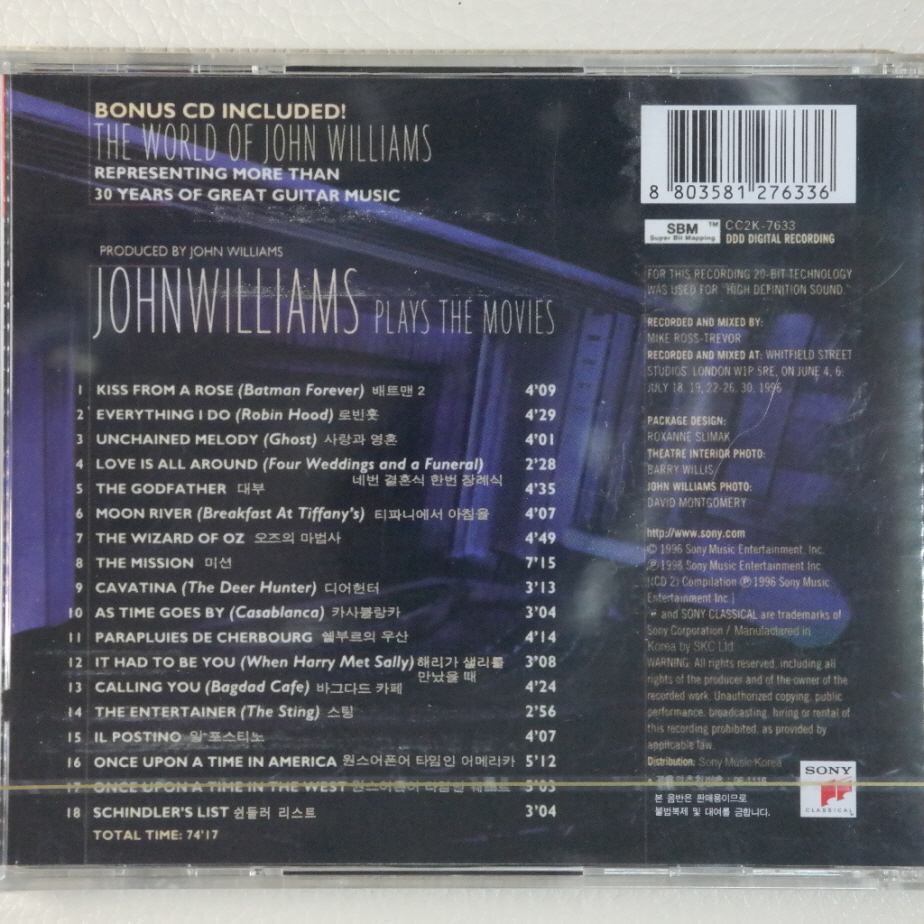 BONUS CD INCLUDED!
THE WORLD OF JOHN WILLIAMS
REPRESENTING MORE THAN
30 YEARS OF GREAT GUITAR MUSIC
PRODUCED BY JOHN WILLIAMS
JOHN WILLIAMS PLAYS THE MOVIES
1 KISS FROM A ROSE (Batman Forever) 배트맨 2 4'09
2 EVERYTHING I DO (Robin Hood) 로빈훗 4'29
3 UNCHAINED MELODY (Ghost) 사랑과 영혼 4'01
4 LOVE IS ALL AROUND (Four Weddings and a Funeral) 2'28
네번 결혼식 한번 장례식
5 THE GODFATHER 대부 4'35
6 MOON RIVER (Breakfast At Tiffany's) 티파니에서 아침을 4'07
7 THE WIZARD OF OZ 오즈의 마법사 4'49
8 THE MISSION 미션 7'15
9 CAVATINA (The Deer Hunter) 디어헌터 3'13
10 AS TIME GOES BY (Casablanca) 카사블랑카 3'04
11 PARAPLUIES DE CHERBOURG 쉘부르의 우산 4'14
12 IT HAD TO BE YOU (When Harry Met Sally) 해리가 샐리를 3'08
만났을 때
13 CALLING YOU (Bagdad Cafe) 바그다드 카페 4'24
14 THE ENTERTAINER (The Sting) 스팅 2'56
15 IL POSTINO 일 포스티노 4'07
16 ONCE UPON A TIME IN AMERICA 원스어폰어 타임인 어메리카 5'12
17 ONCE UPON A TIME IN THE WEST 원스어폰어 타임인 웨스트 5'03
18 SCHINDLER'S LIST 쉰들러 리스트 3'04
TOTAL TIME: 74'17
8 803581 276336
SBM™ CC2K-7633
Super Bit Mapping DDD DIGITAL RECORDING
FOR THIS RECORDING 20-BIT TECHNOLOGY
WAS USED FOR "HIGH DEFINITION SOUND."
RECORDED AND MIXED BY:
MIKE ROSS-TREVOR
RECORDED AND MIXED AT: WHITFIELD STREET
STUDIOS, LONDON W1P 5RE, ON JUNE 4, 6;
JULY 18, 19, 22-26, 30, 1996
PACKAGE DESIGN:
ROXANNE SLIMAK
THEATRE INTERIOR PHOTO:
BARRY WILLIS
JOHN WILLIAMS PHOTO:
DAVID MONTGOMERY
http://www.sony.com
© 1996 Sony Music Entertainment, Inc.
℗ 1996 Sony Music Entertainment Inc.
(CD 2) Compilation ℗ 1996 Sony Music
Entertainment Inc.)
and SONY CLASSICAL are trademarks of
Sony Corporation / Manufactured in
Korea by SKC Ltd
WARNING: All rights reserved, including all
rights of the producer and of the owner of the
recorded work. Unauthorized copying, public
performance, broadcasting, hiring or rental of
this recording prohibited, as provided by
applicable law.
Distribution: Sony Music Korea
본 음반은 판매용이므로
불법복제 및 대여를 금합니다.
SONY
CLASSICAL